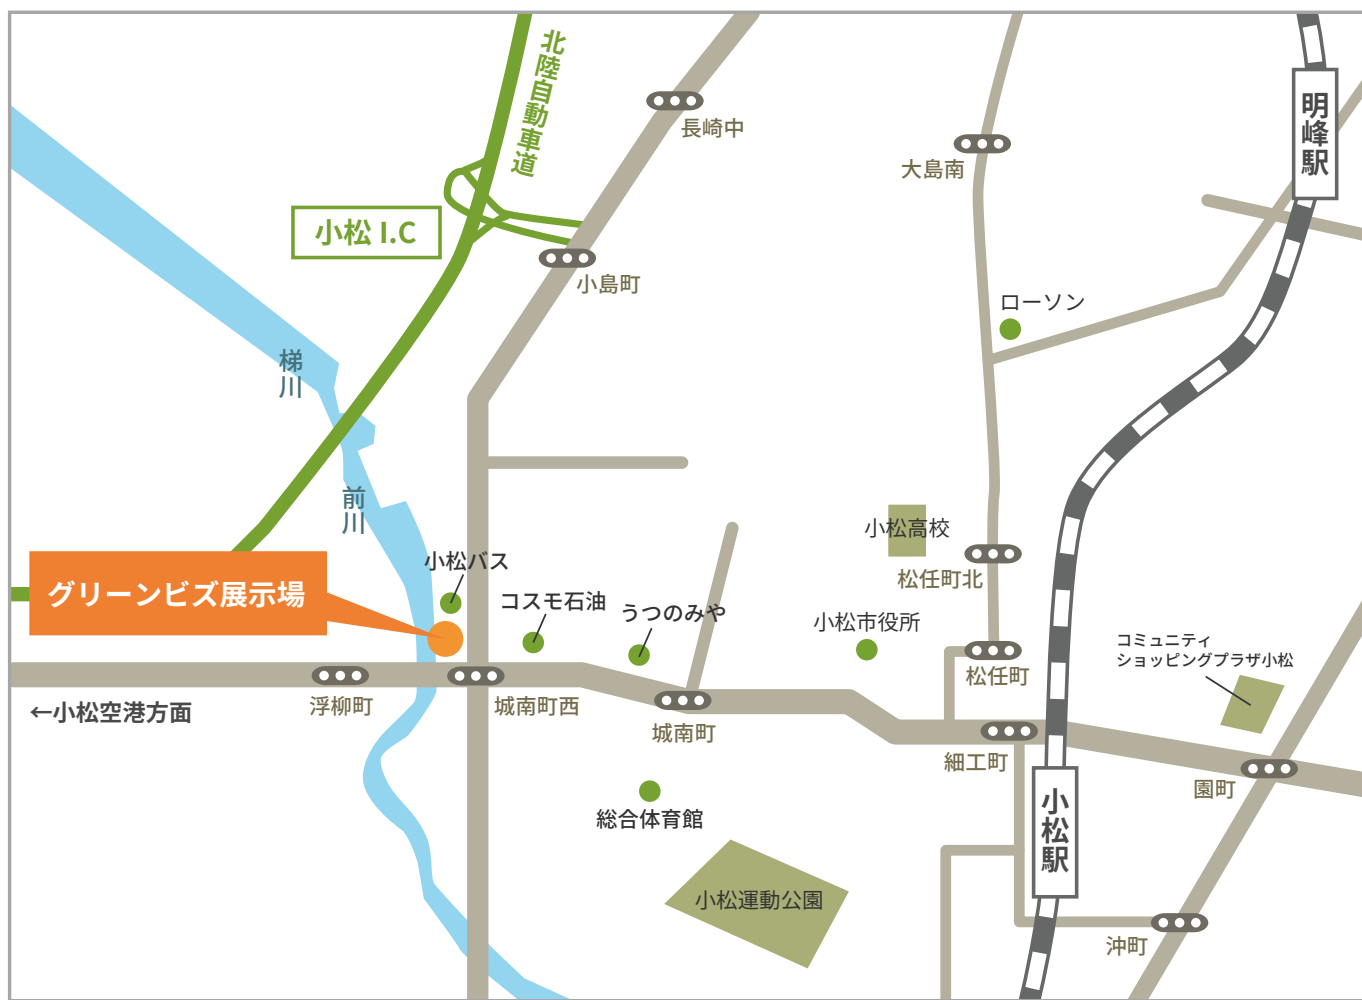 北陸自動車道
長崎中
明峰駅
大島南
小松 I.C
小島町
ローソン
梯川
前川
小松高校
小松バス
松任町北
グリーンビズ展示場
コスモ石油
うつのみや
小松市役所
コミュニティ
ショッピングプラザ小松
松任町
←小松空港方面
浮柳町
城南町西
城南町
細工町
園町
小松駅
総合体育館
小松運動公園
沖町